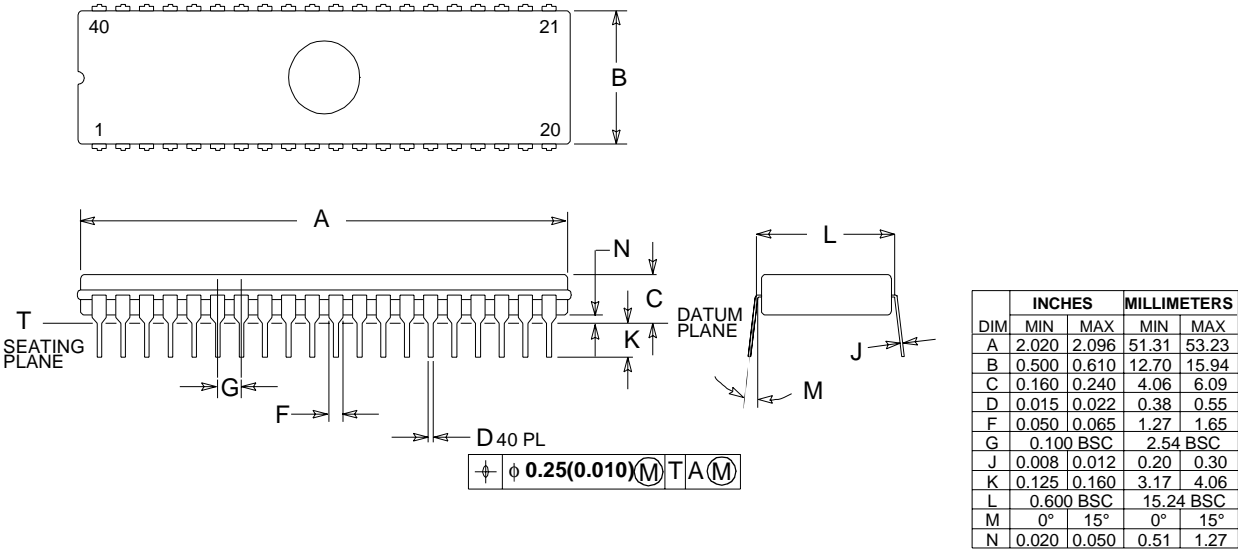 40 21
B
1 20
A
N
L
C
T
SEATING
PLANE
K
DATUM
PLANE
J
G
M
F
D 40 PL
⌖ ϕ 0.25(0.010) Ⓜ T A Ⓜ
INCHES MILLIMETERS
DIM MIN MAX MIN MAX
A 2.020 2.096 51.31 53.23
B 0.500 0.610 12.70 15.94
C 0.160 0.240 4.06 6.09
D 0.015 0.022 0.38 0.55
F 0.050 0.065 1.27 1.65
G 0.100 BSC 2.54 BSC
J 0.008 0.012 0.20 0.30
K 0.125 0.160 3.17 4.06
L 0.600 BSC 15.24 BSC
M 0° 15° 0° 15°
N 0.020 0.050 0.51 1.27